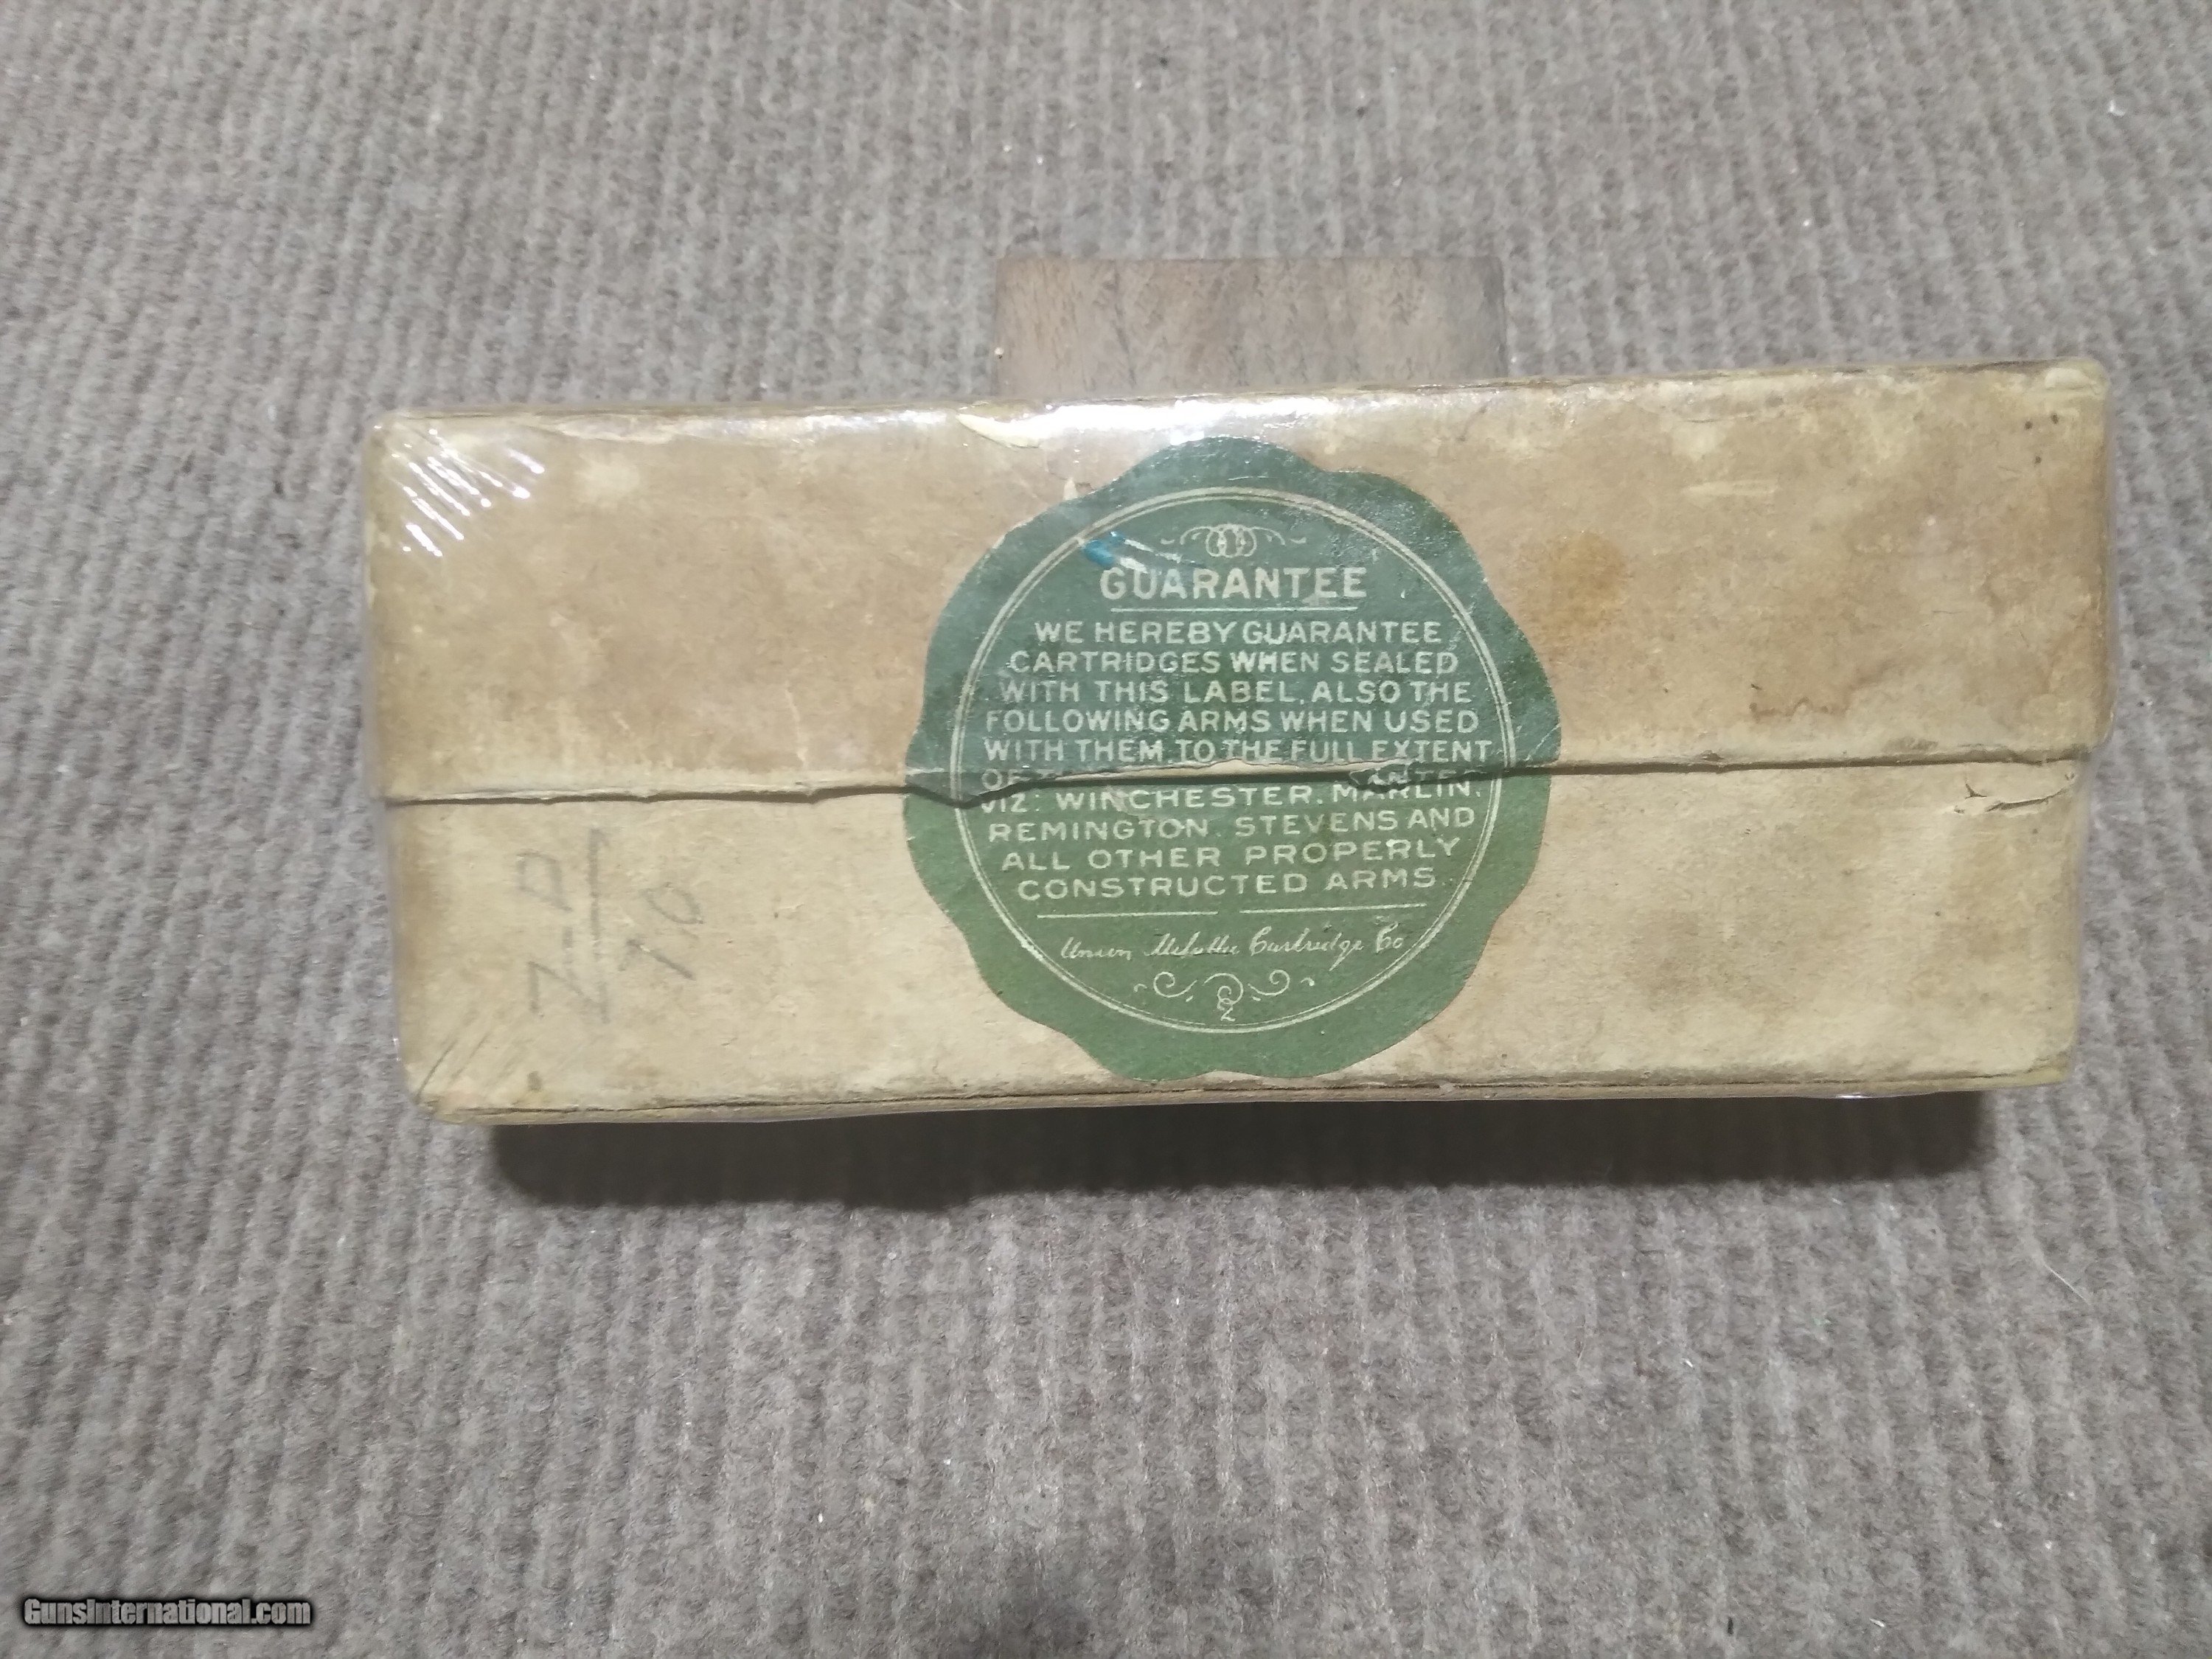 GUARANTEE
WE HEREBY GUARANTEE
CARTRIDGES WHEN SEALED
WITH THIS LABEL, ALSO THE
FOLLOWING ARMS WHEN USED
WITH THEM, TO THE FULL EXTENT
OF
VIZ: WINCHESTER, MARLIN,
REMINGTON, STEVENS AND
ALL OTHER PROPERLY
CONSTRUCTED ARMS.
Union Metallic Cartridge Co
GunsInternational.com